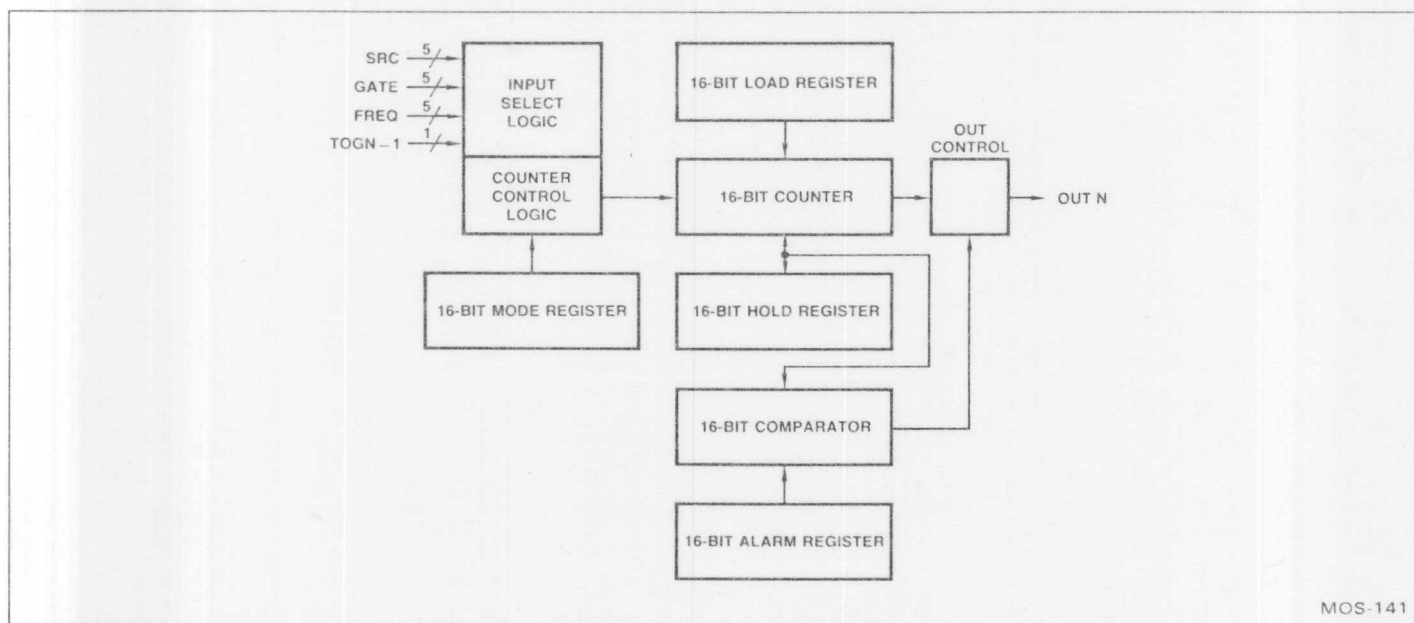 SRC 5
GATE 5
FREQ 5
TOGN–1 1
INPUT
SELECT
LOGIC
COUNTER
CONTROL
LOGIC
16-BIT MODE REGISTER
16-BIT LOAD REGISTER
16-BIT COUNTER
16-BIT HOLD REGISTER
16-BIT COMPARATOR
16-BIT ALARM REGISTER
OUT
CONTROL
OUT N
MOS-141